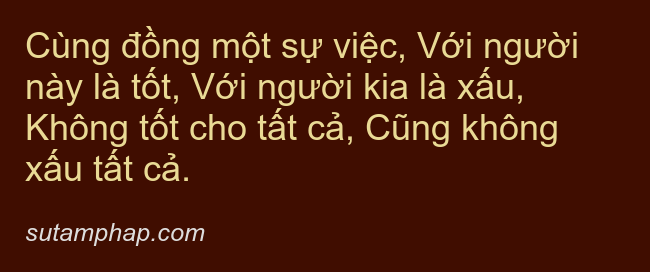 Cùng đồng một sự việc, Với người
này là tốt, Với người kia là xấu,
Không tốt cho tất cả, Cũng không
xấu tất cả.
sutamphap.com